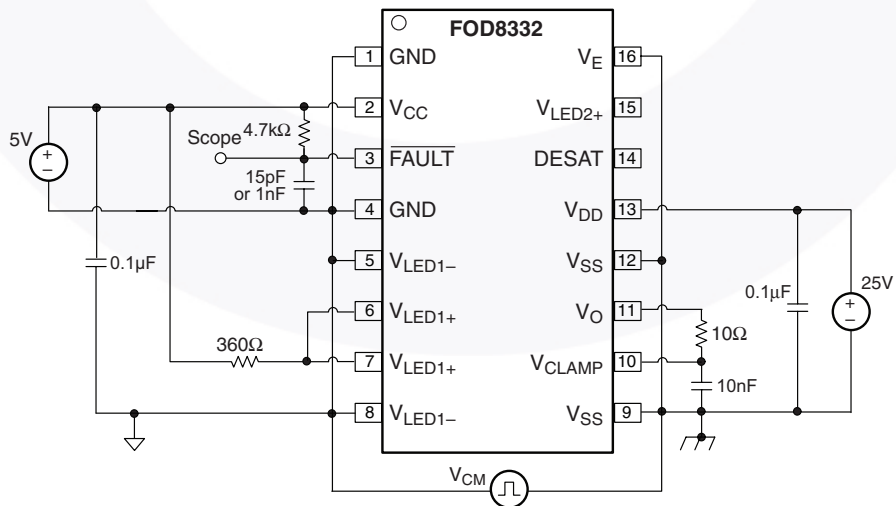 FOD8332
1 GND
2 VCC
3 FAULT
4 GND
5 VLED1–
6 VLED1+
7 VLED1+
8 VLED1–
VE 16
VLED2+ 15
DESAT 14
VDD 13
VSS 12
VO 11
VCLAMP 10
VSS 9
5V
+
–
Scope
4.7kΩ
15pF
or 1nF
0.1µF
360Ω
0.1µF
25V
+
–
10Ω
10nF
VCM